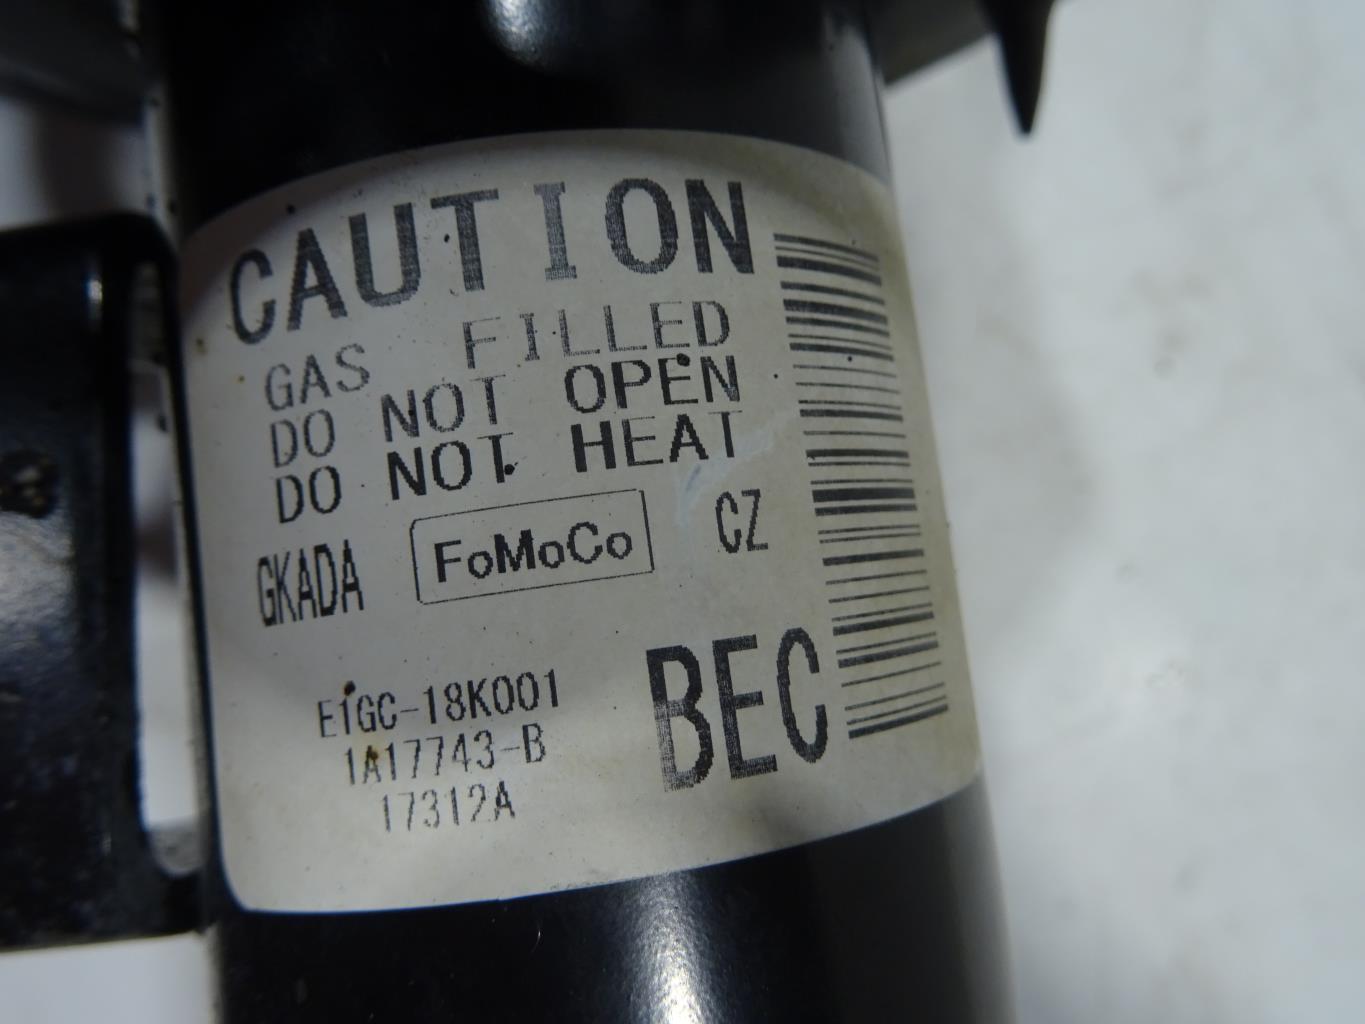 CAUTION
GAS FILLED
DO NOT OPEN
DO NOT HEAT
GKADA FoMoCo CZ
E1GC-18K001
1A17743-B
17312A
BEC